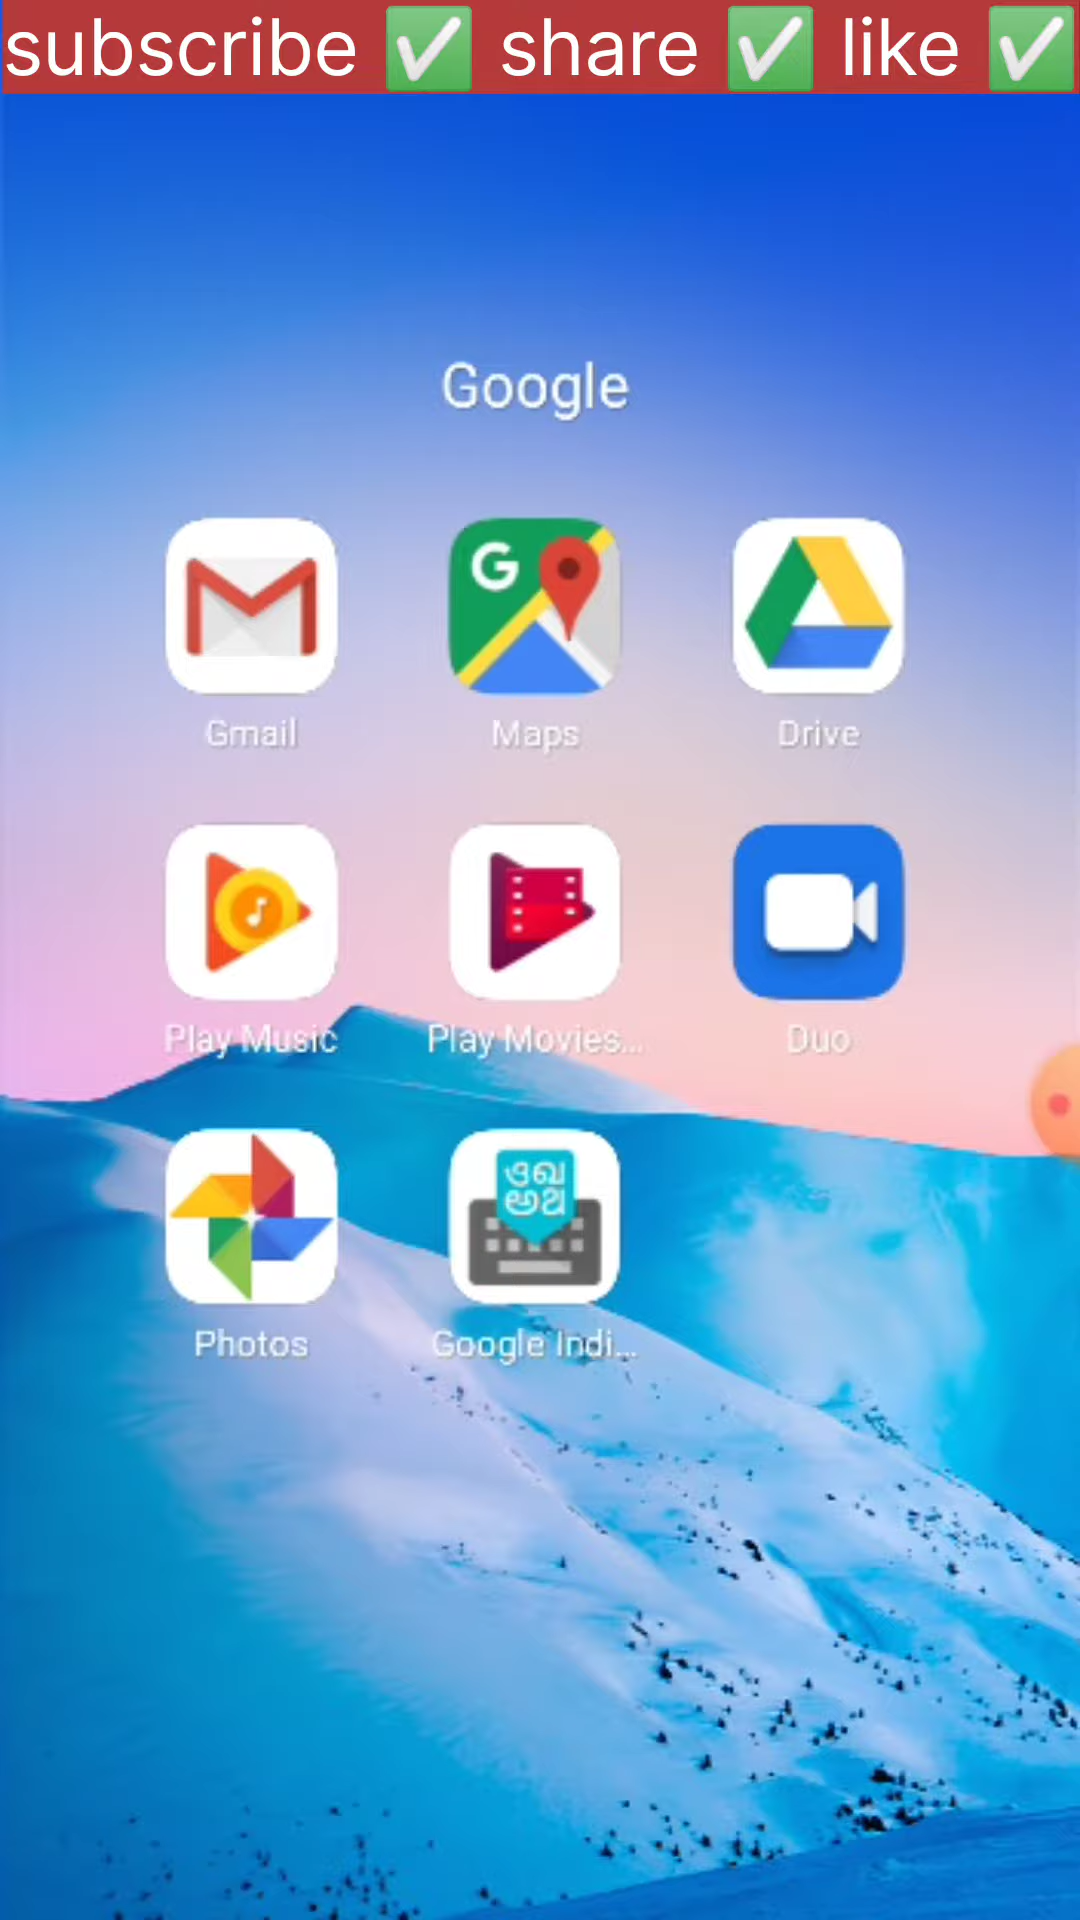 subscribe ✅ share ✅ like ✅
Google
G
Gmail
Maps
Drive
Play Music
Play Movies...
Duo
Photos
Google Indi...